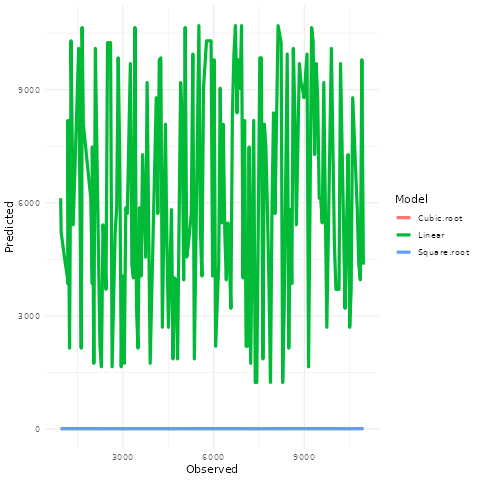 9000
6000
3000
0
3000
6000
9000
Observed
Predicted
Model
Cubic.root
Linear
Square.root